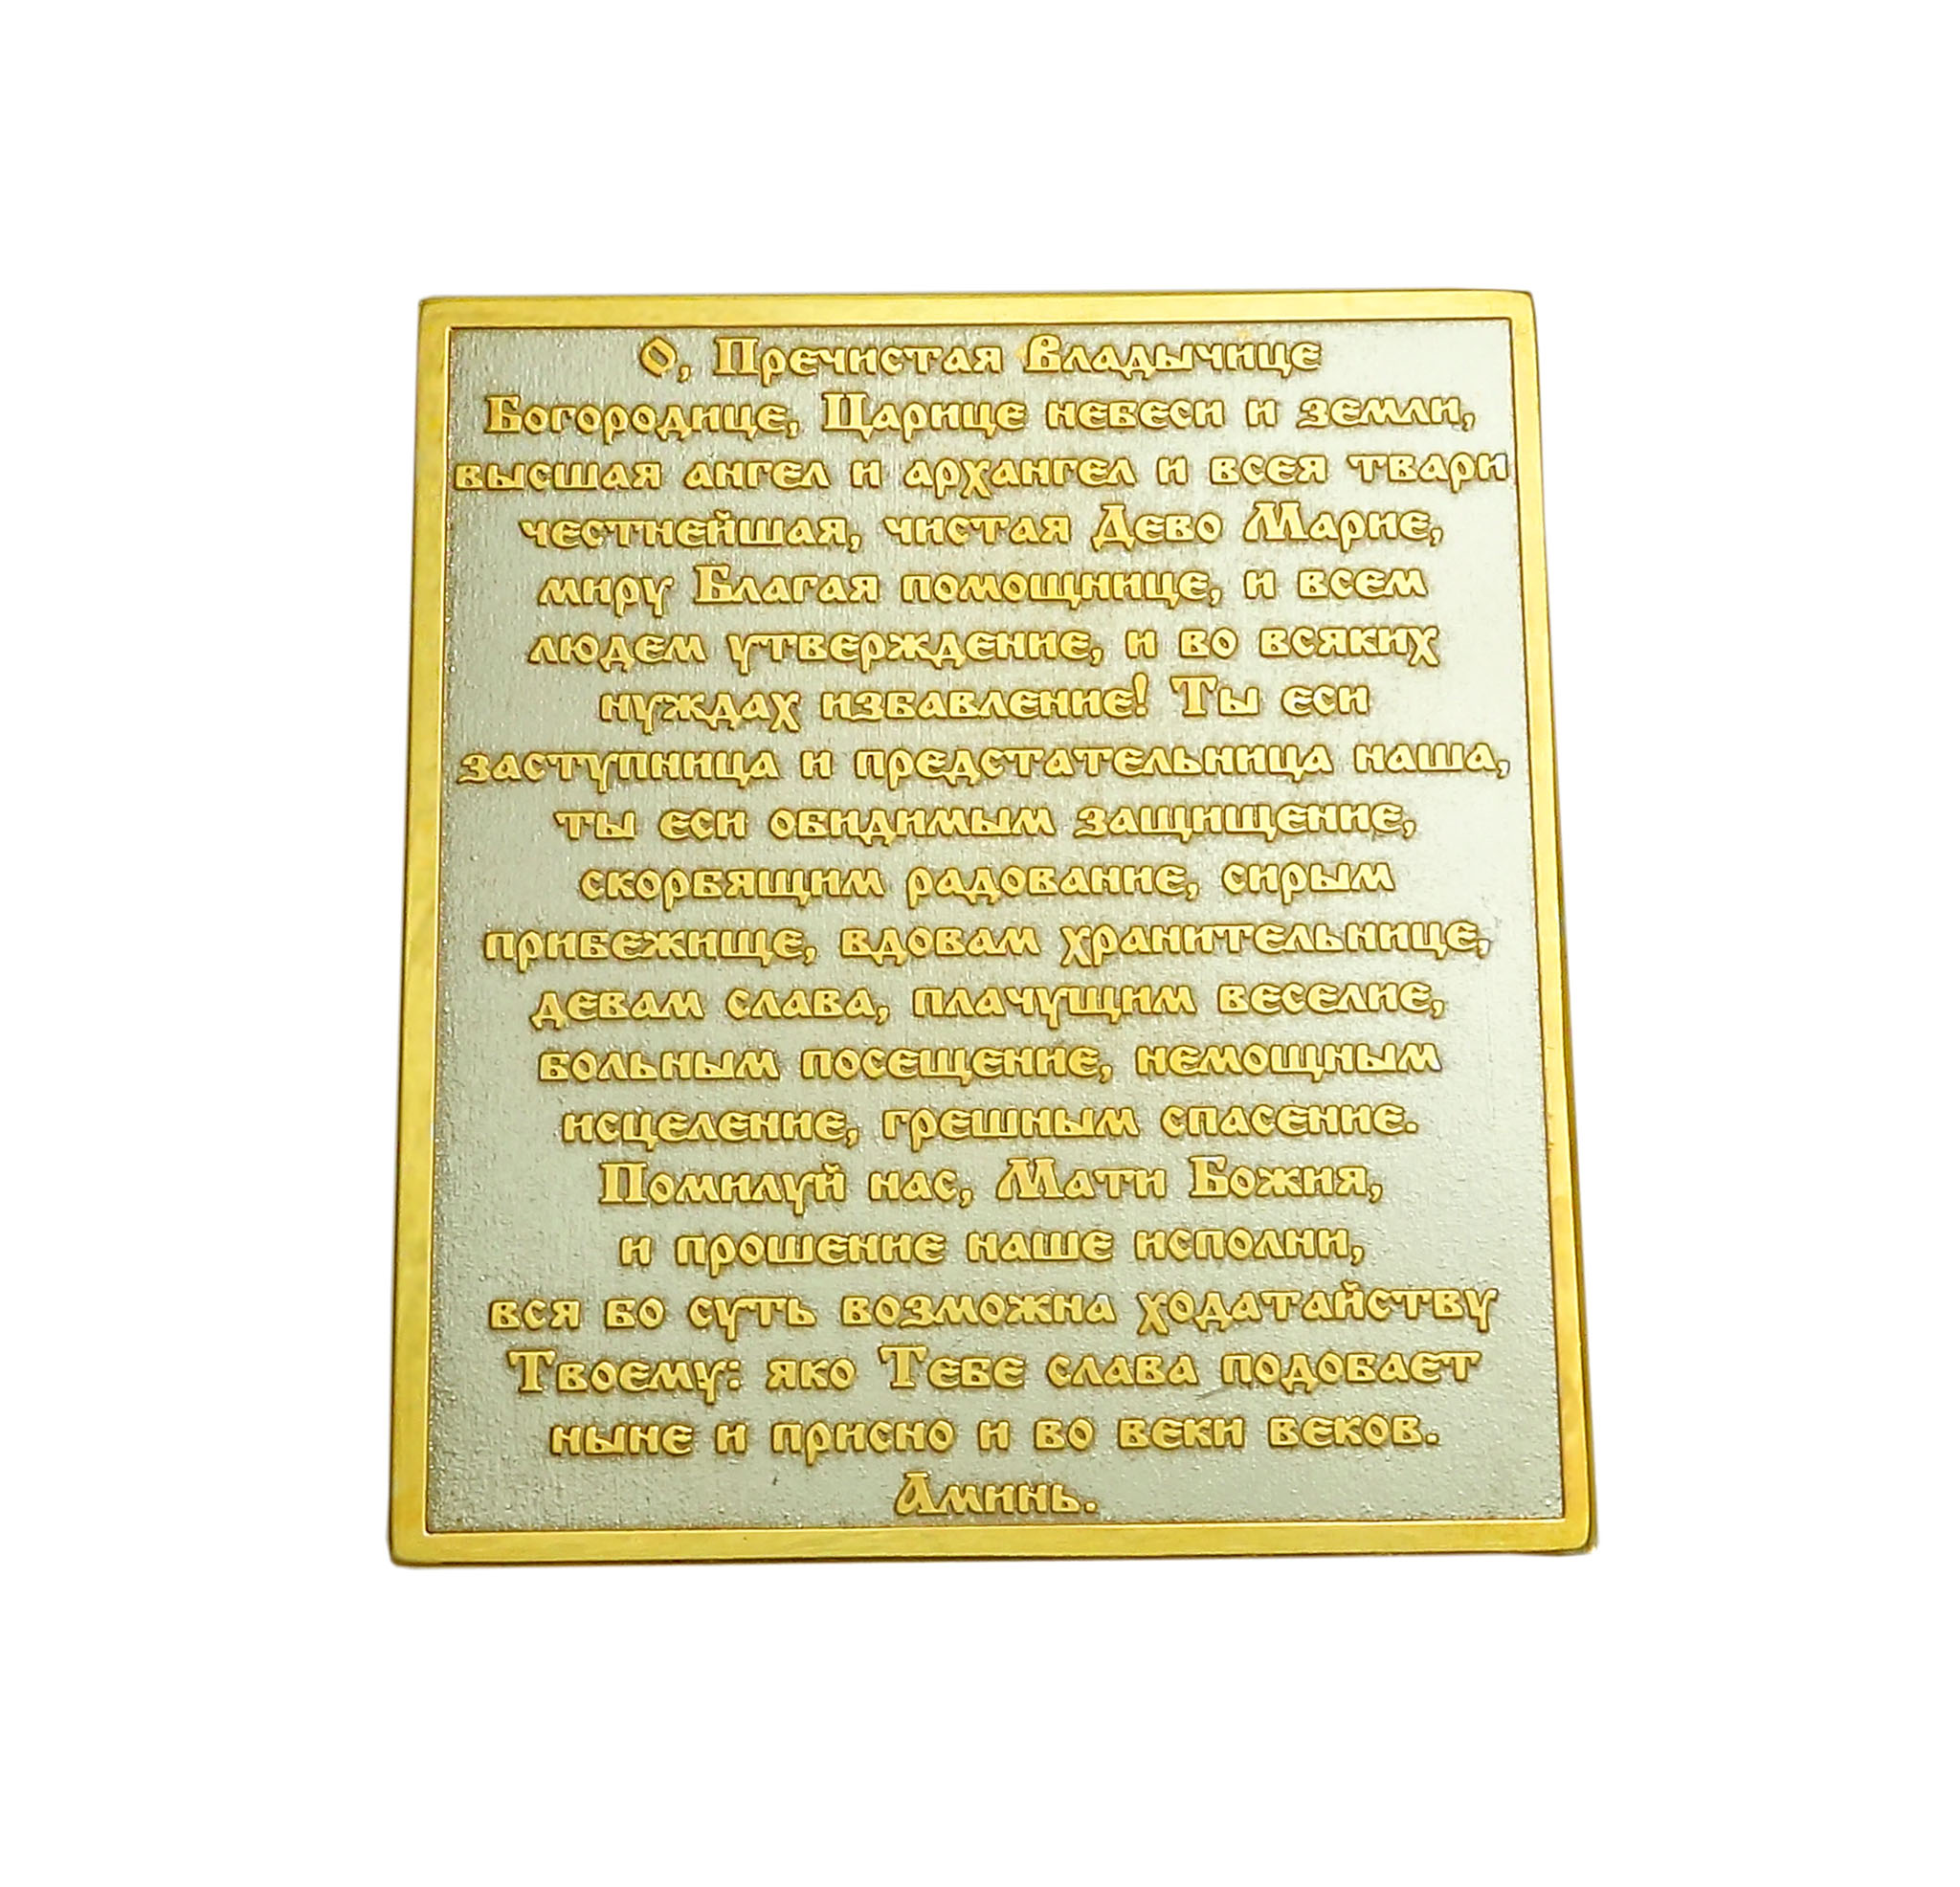 О, Пречистая Владычице
Богородице, Царице небеси и земли,
высшая ангел и архангел и всея твари
честнейшая, чистая Дево Марие,
миру Благая помощнице, и всем
людем утверждение, и во всяких
нуждах избавление! Ты еси
заступница и предстательница наша,
ты еси обидимым защищение,
скорбящим радование, сирым
прибежище, вдовам хранительнице,
девам слава, плачущим веселие,
больным посещение, немощным
исцеление, грешным спасение.
Помилуй нас, Мати Божия,
и прошение наше исполни,
вся бо суть возможна ходатайству
Твоему: яко Тебе слава подобает
ныне и присно и во веки веков.
Аминь.